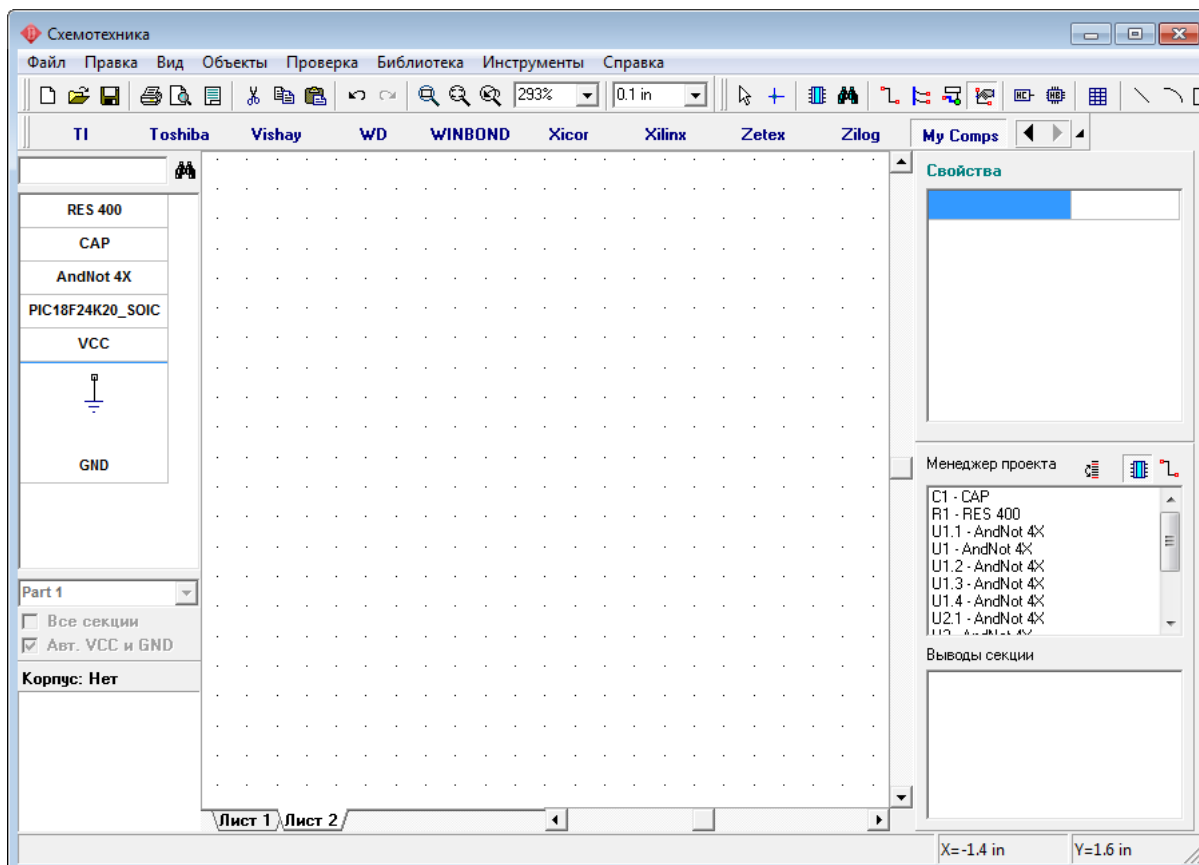 Схемотехника
Файл Правка Вид Объекты Проверка Библиотека Инструменты Справка
293% 0.1 in
TI Toshiba Vishay WD WINBOND Xicor Xilinx Zetex Zilog My Comps
Свойства
RES 400
CAP
AndNot 4X
PIC18F24K20_SOIC
VCC
GND
Part 1
Все секции
Авт. VCC и GND
Корпус: Нет
Менеджер проекта
C1 - CAP
R1 - RES 400
U1.1 - AndNot 4X
U1 - AndNot 4X
U1.2 - AndNot 4X
U1.3 - AndNot 4X
U1.4 - AndNot 4X
U2.1 - AndNot 4X
U2 - AndNot 4X
Выводы секции
Лист 1 Лист 2
X=-1.4 in Y=1.6 in